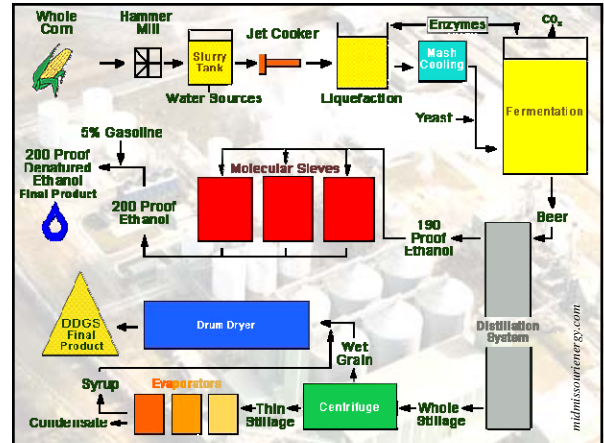 Whole
Corn
Hammer
Mill
Jet Cooker
Slurry
Tank
Water Sources
Liquefaction
Enzymes
Mash
Cooling
Yeast
CO2
Fermentation
5% Gasoline
200 Proof
Denatured
Ethanol
Final Product
200 Proof
Ethanol
Molecular Sieves
190
Proof
Ethanol
Beer
Distillation
System
midmissourienergy.com
DDGS
Final
Product
Drum Dryer
Wet
Grain
Syrup
Evaporators
Condensate
Thin
Stillage
Centrifuge
Whole
Stillage